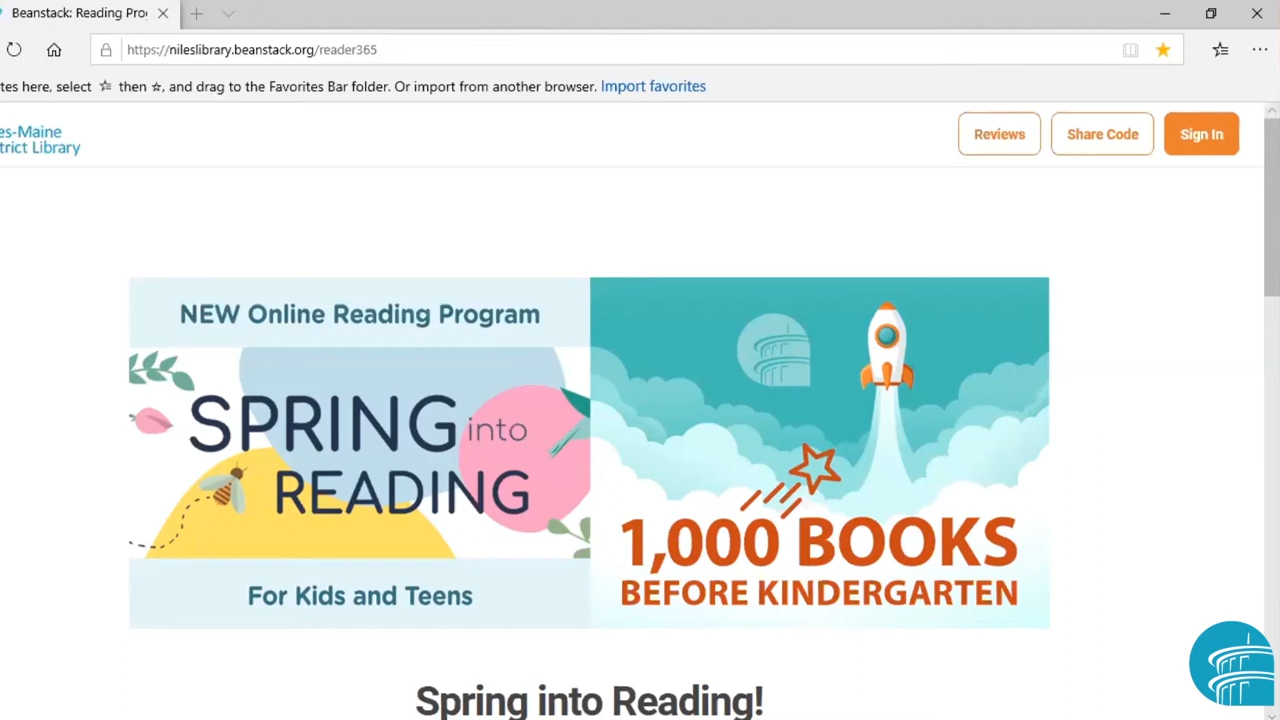 Beanstack: Reading Pro
https://nileslibrary.beanstack.org/reader365
tes here, select then , and drag to the Favorites Bar folder. Or import from another browser. Import favorites
es-Maine
trict Library
Reviews
Share Code
Sign In
NEW Online Reading Program
SPRING into
READING
For Kids and Teens
1,000 BOOKS
BEFORE KINDERGARTEN
Spring into Reading!